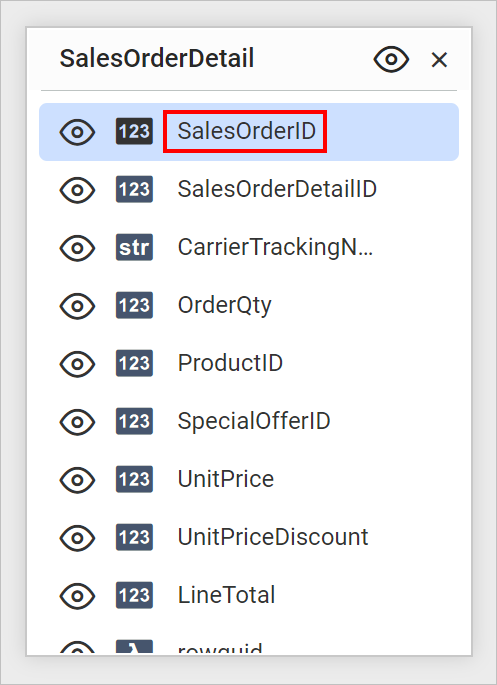 SalesOrderDetail
123 SalesOrderID
123 SalesOrderDetailID
str CarrierTrackingN...
123 OrderQty
123 ProductID
123 SpecialOfferID
123 UnitPrice
123 UnitPriceDiscount
123 LineTotal
rowguid